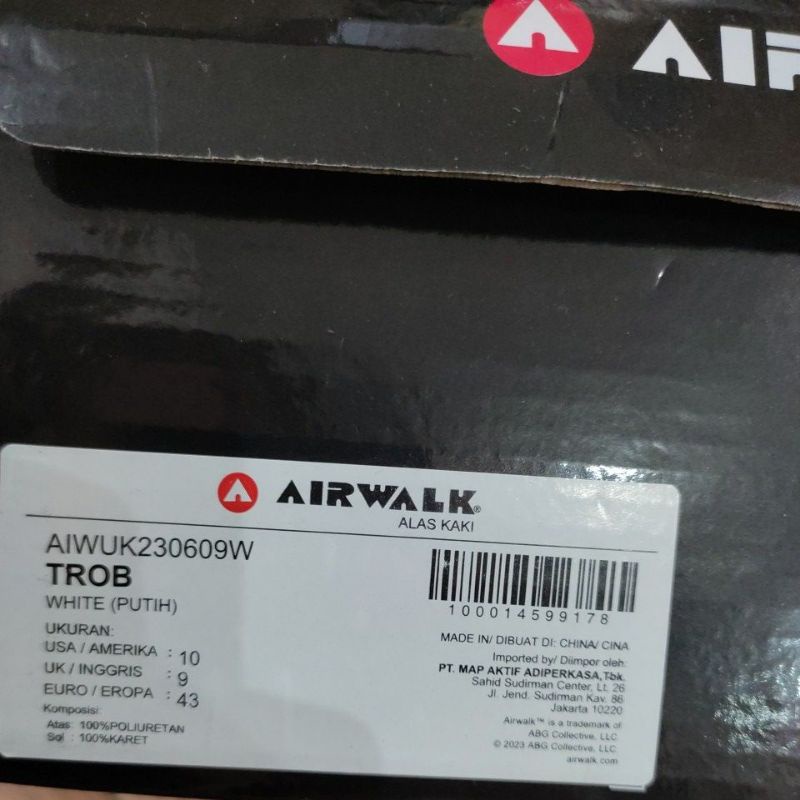 AIRWALK®
ALAS KAKI
AIWUK230609W
TROB
WHITE (PUTIH)
UKURAN:
USA / AMERIKA : 10
UK / INGGRIS : 9
EURO / EROPA : 43
Komposisi
Atas: 100%POLIURETAN
Sol : 100%KARET
100014599178
MADE IN/ DIBUAT DI: CHINA/ CINA
Imported by/ Diimpor oleh:
PT. MAP AKTIF ADIPERKASA,Tbk.
Sahid Sudirman Center, Lt. 26
Jl. Jend. Sudirman Kav. 86
Jakarta 10220
Airwalk™ is a trademark of
ABG Collective, LLC.
© 2023 ABG Collective, LLC.
airwalk.com